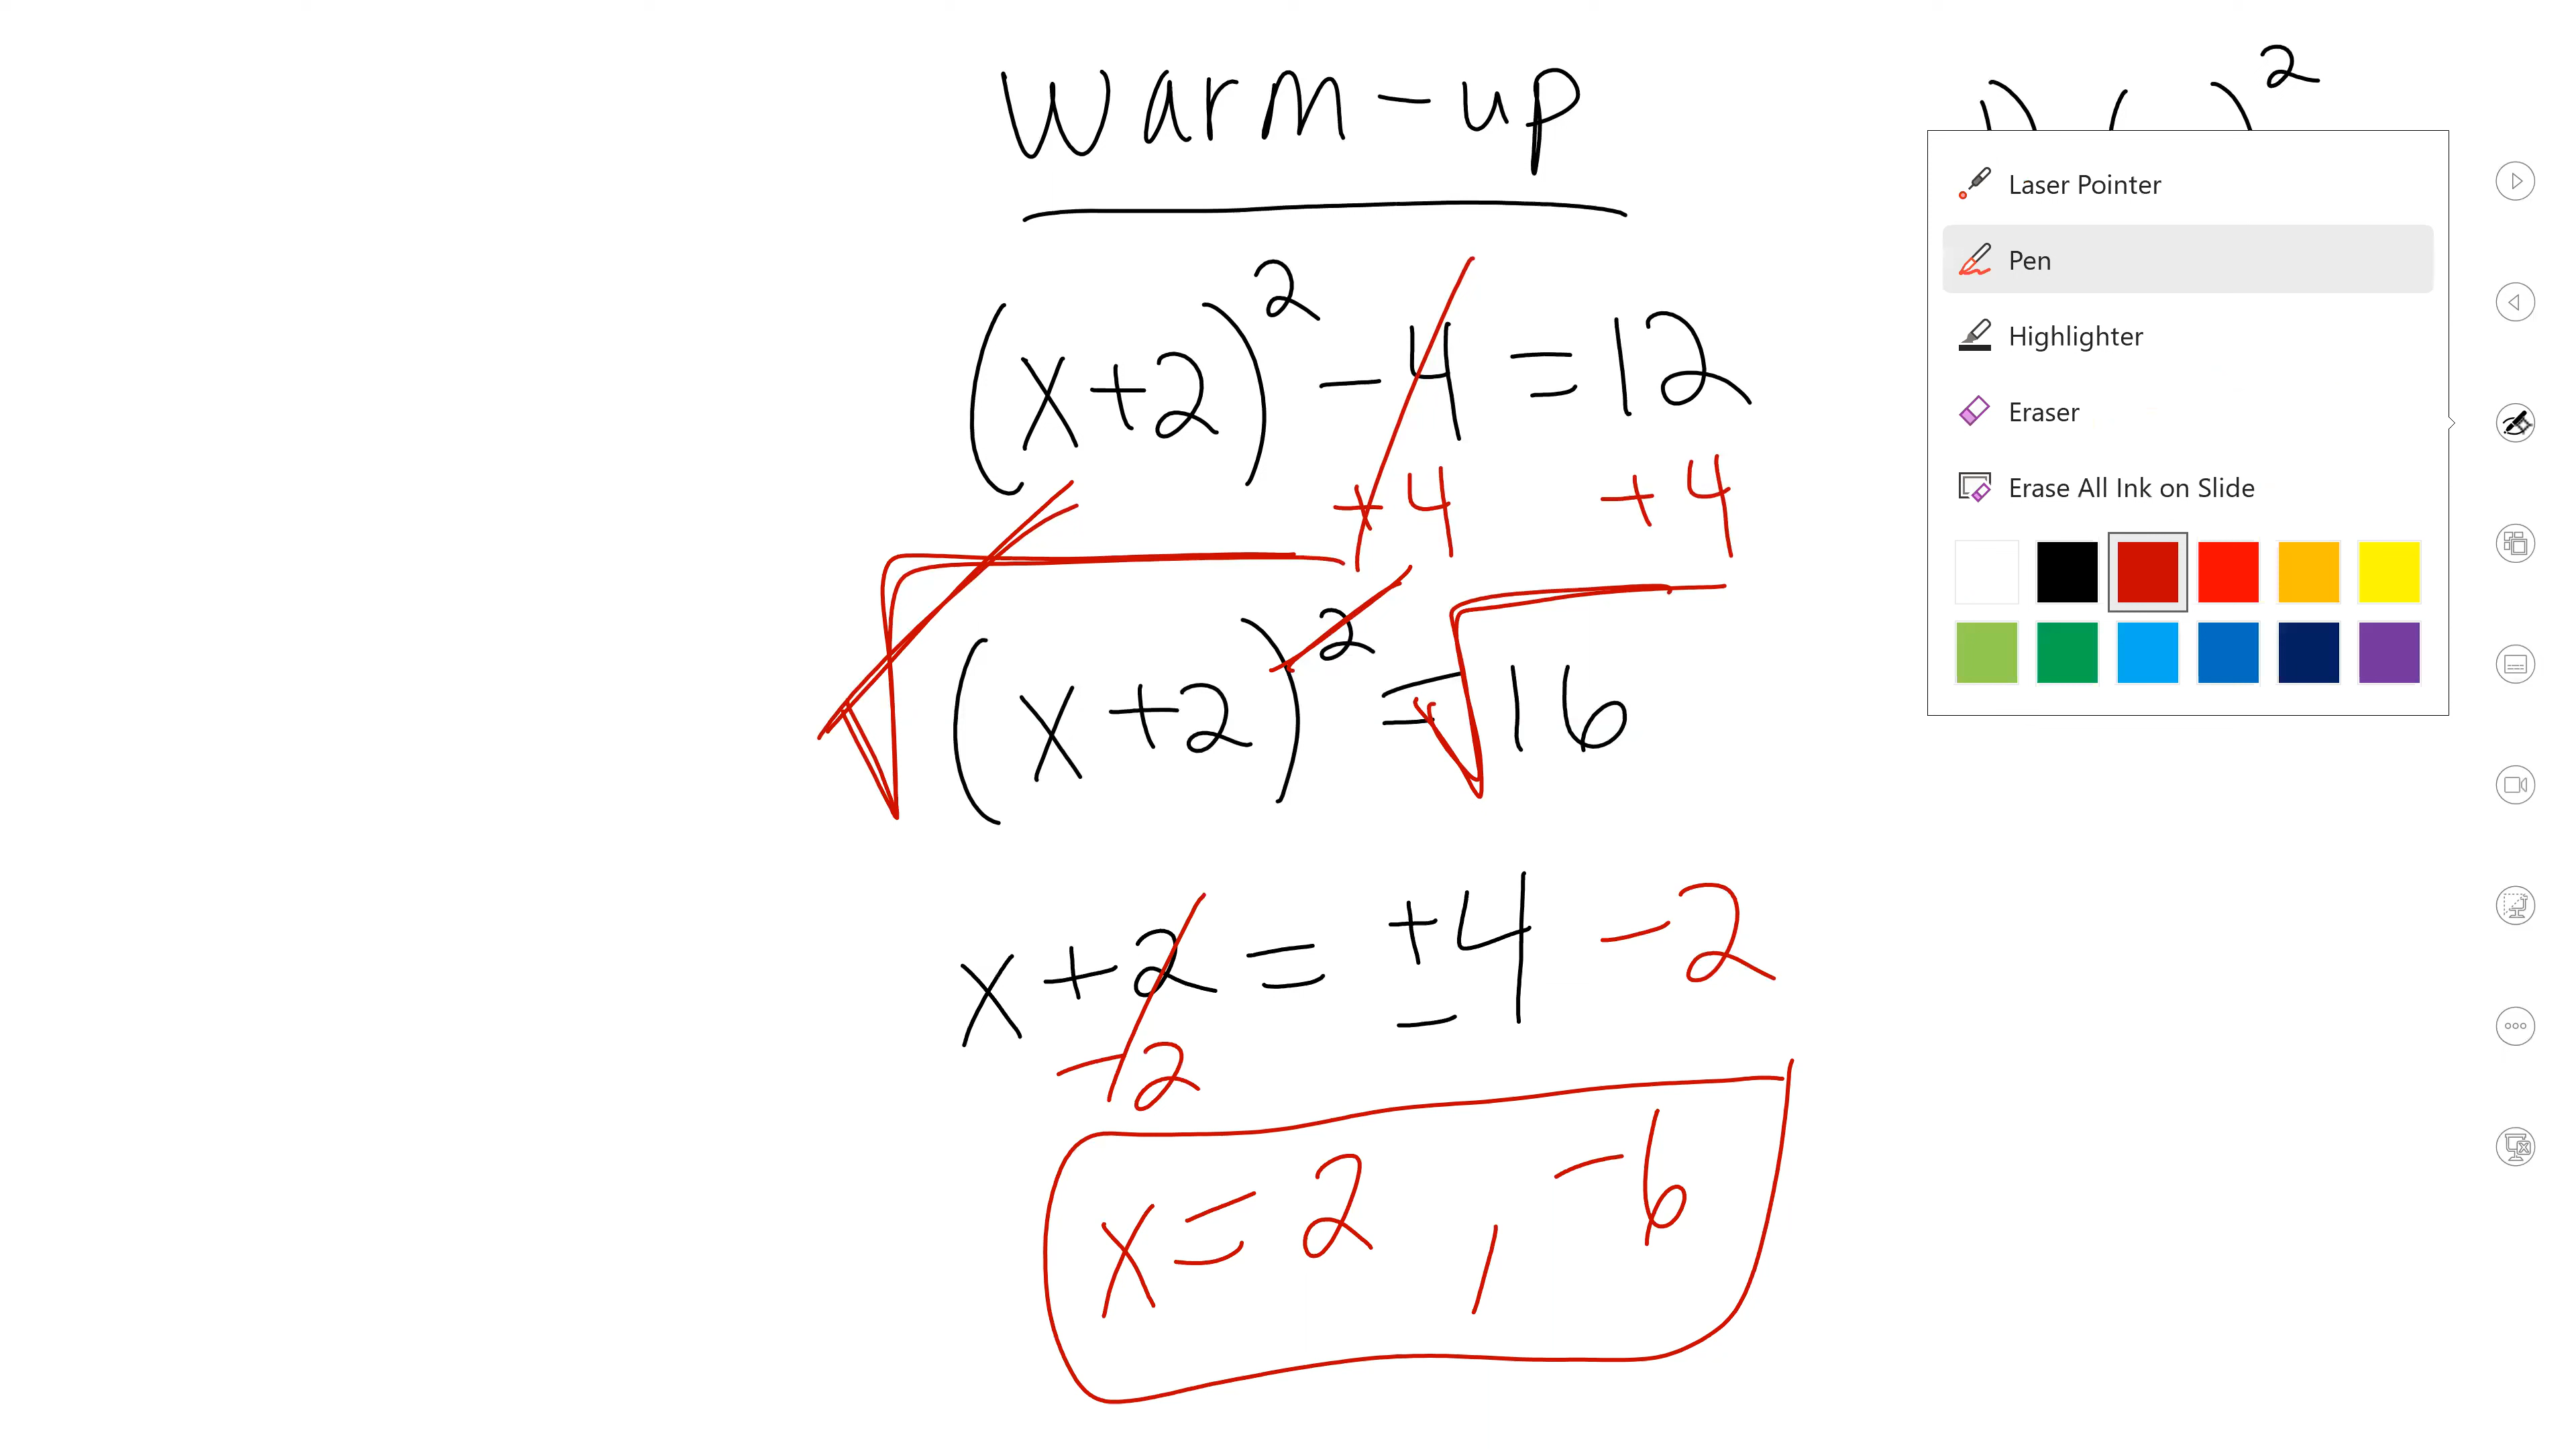 Warm-up
) ( )²
(x+2)² - 4 = 12
+4 +4
√(x+2)² = √16
x+2 = ±4 -2
-2
x = 2 , -6
Laser Pointer
Pen
Highlighter
Eraser
Erase All Ink on Slide